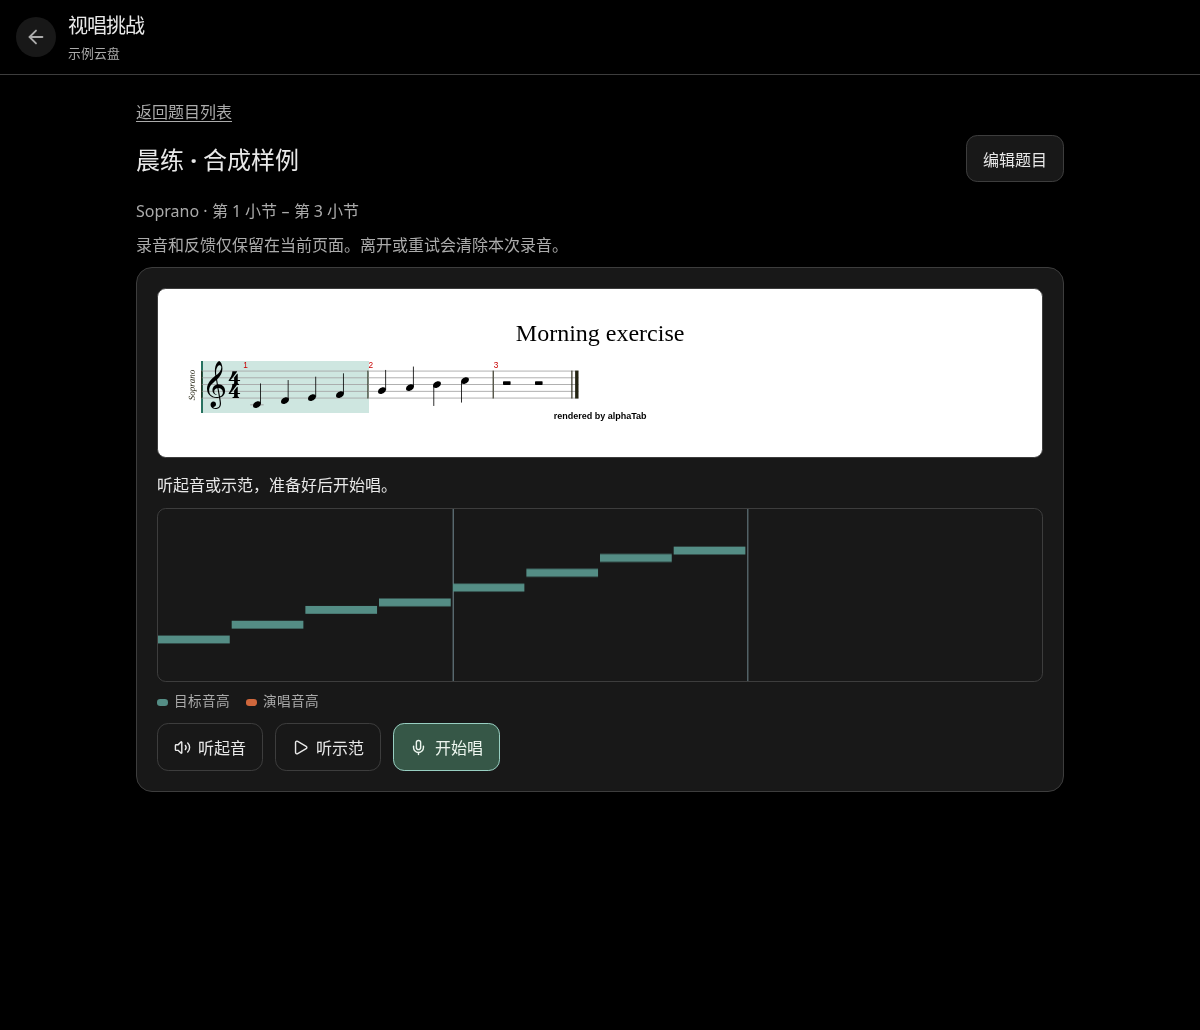 视唱挑战
示例云盘
返回题目列表
晨练 · 合成样例
编辑题目
Soprano · 第 1 小节 – 第 3 小节
录音和反馈仅保留在当前页面。离开或重试会清除本次录音。
Morning exercise
Soprano
1 2 3
4
4
rendered by alphaTab
听起音或示范，准备好后开始唱。
目标音高 演唱音高
听起音 听示范 开始唱